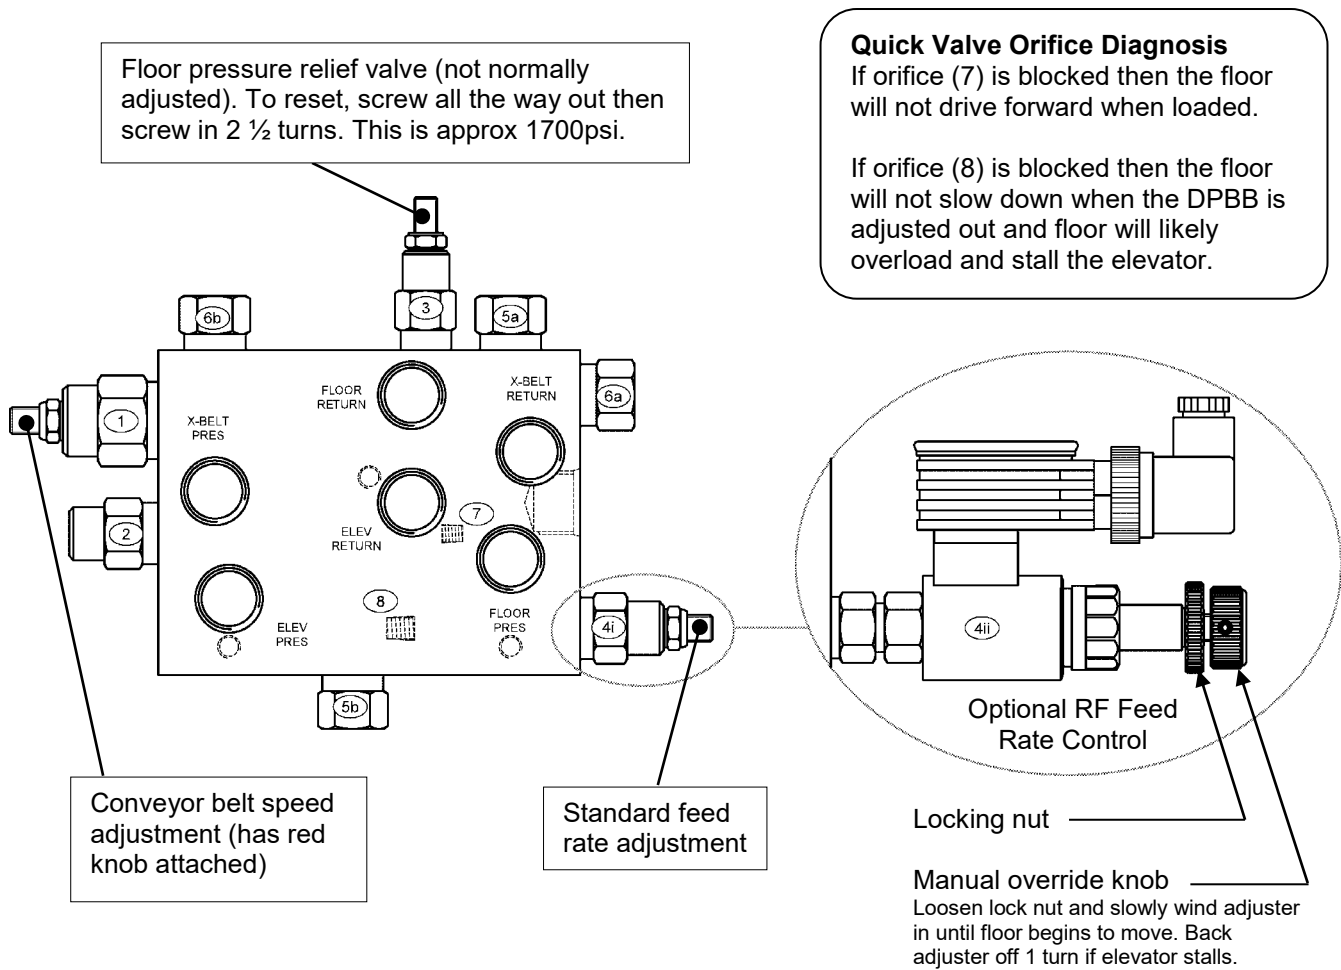 Floor pressure relief valve (not normally
adjusted). To reset, screw all the way out then
screw in 2 ½ turns. This is approx 1700psi.
Quick Valve Orifice Diagnosis
If orifice (7) is blocked then the floor
will not drive forward when loaded.
If orifice (8) is blocked then the floor
will not slow down when the DPBB is
adjusted out and floor will likely
overload and stall the elevator.
6b
3
5a
1
X-BELT
PRES
FLOOR
RETURN
X-BELT
RETURN
6a
2
ELEV
RETURN
7
ELEV
PRES
8
FLOOR
PRES
4i
5b
4ii
Optional RF Feed
Rate Control
Conveyor belt speed
adjustment (has red
knob attached)
Standard feed
rate adjustment
Locking nut
Manual override knob
Loosen lock nut and slowly wind adjuster
in until floor begins to move. Back
adjuster off 1 turn if elevator stalls.